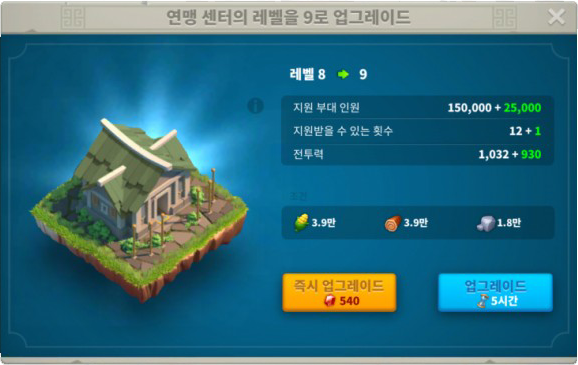 연맹 센터의 레벨을 9로 업그레이드
레벨 8 9
지원 부대 인원 150,000 + 25,000
지원받을 수 있는 횟수 12 + 1
전투력 1,032 + 930
조건
3.9만 3.9만 1.8만
즉시 업그레이드 업그레이드
540 5시간